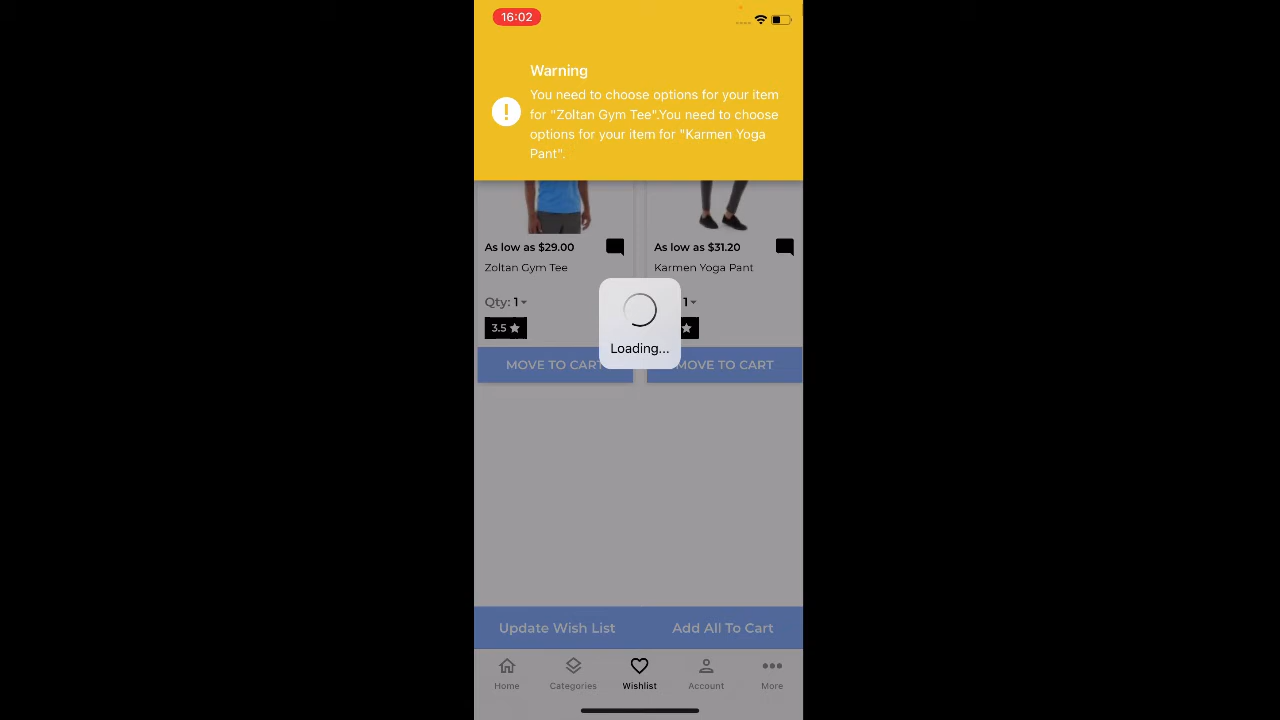 16:02
Warning
You need to choose options for your item
for "Zoltan Gym Tee".You need to choose
options for your item for "Karmen Yoga
Pant".
As low as $29.00
As low as $31.20
Zoltan Gym Tee
Karmen Yoga Pant
Qty: 1
1
3.5
Loading...
MOVE TO CART
MOVE TO CART
Update Wish List
Add All To Cart
Home
Categories
Wishlist
Account
More